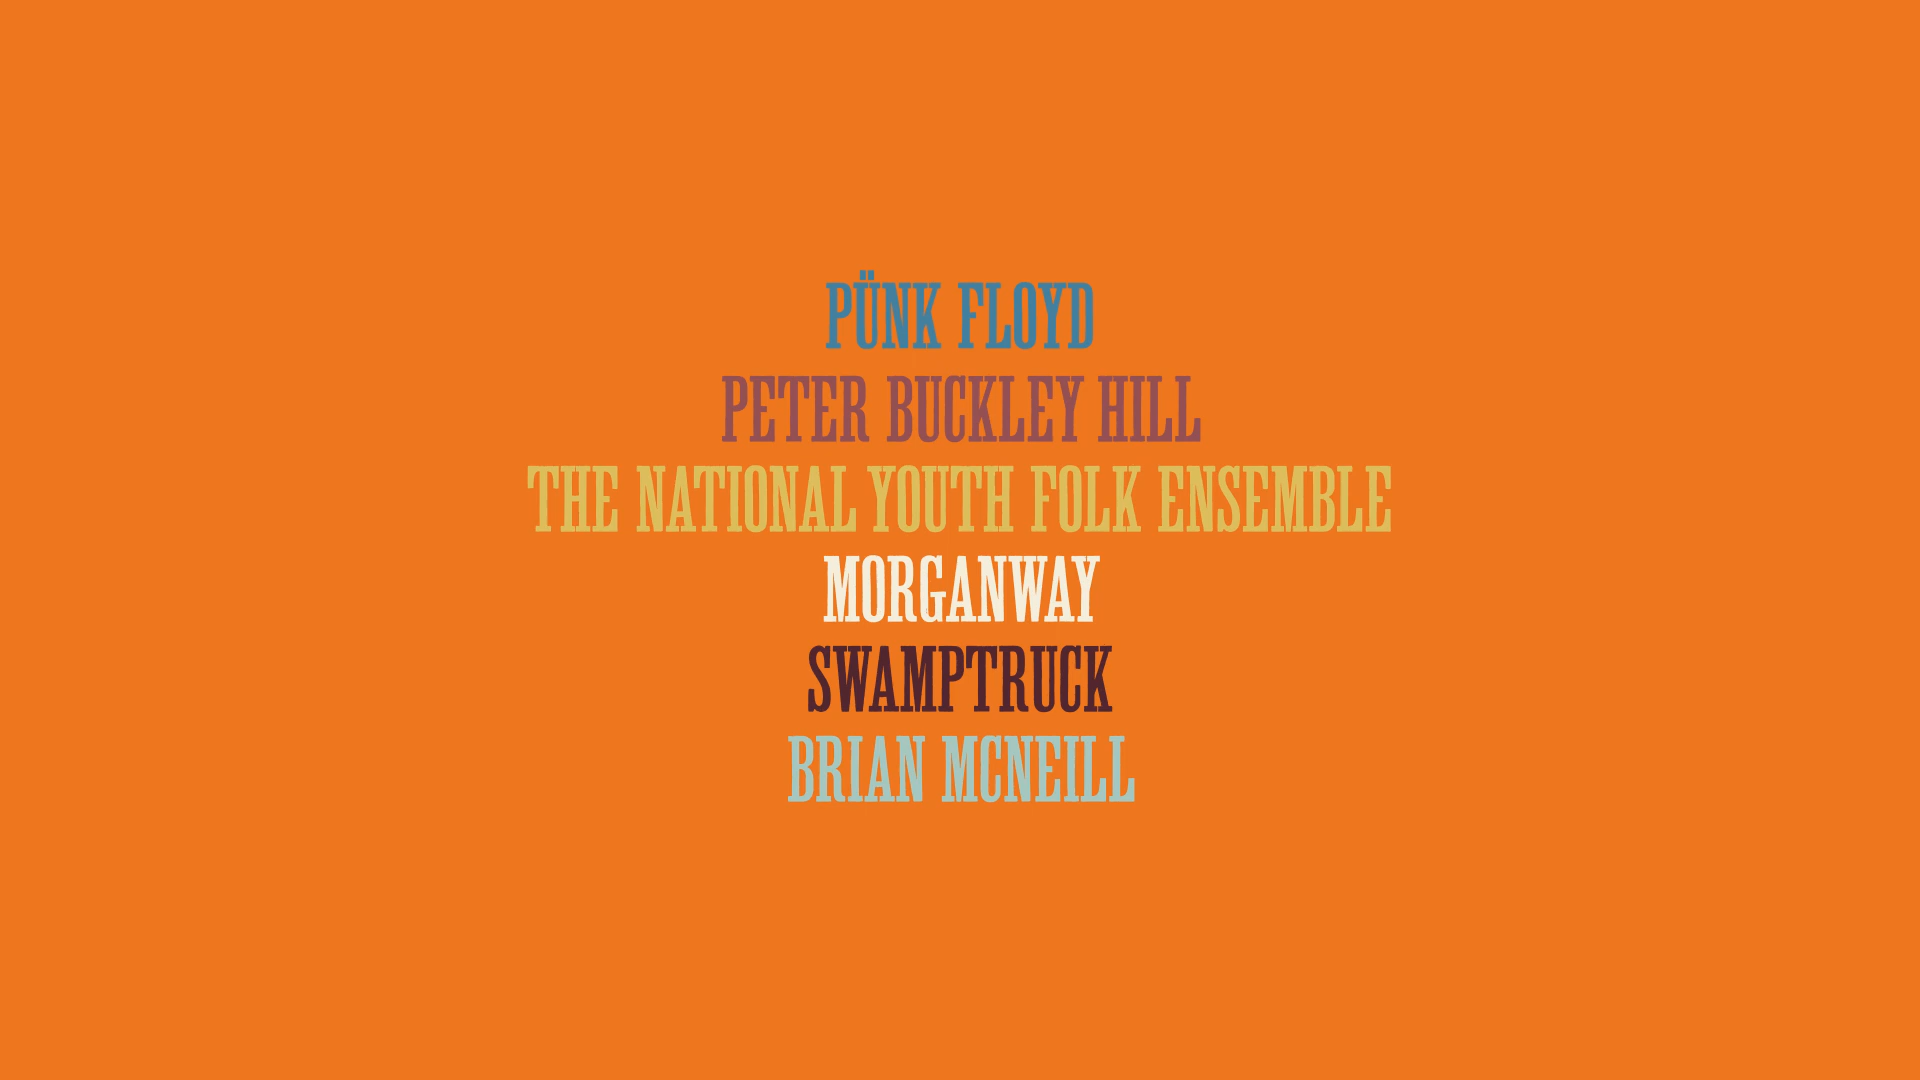 PÜNK FLOYD
PETER BUCKLEY HILL
THE NATIONAL YOUTH FOLK ENSEMBLE
MORGANWAY
SWAMPTRUCK
BRIAN MCNEILL